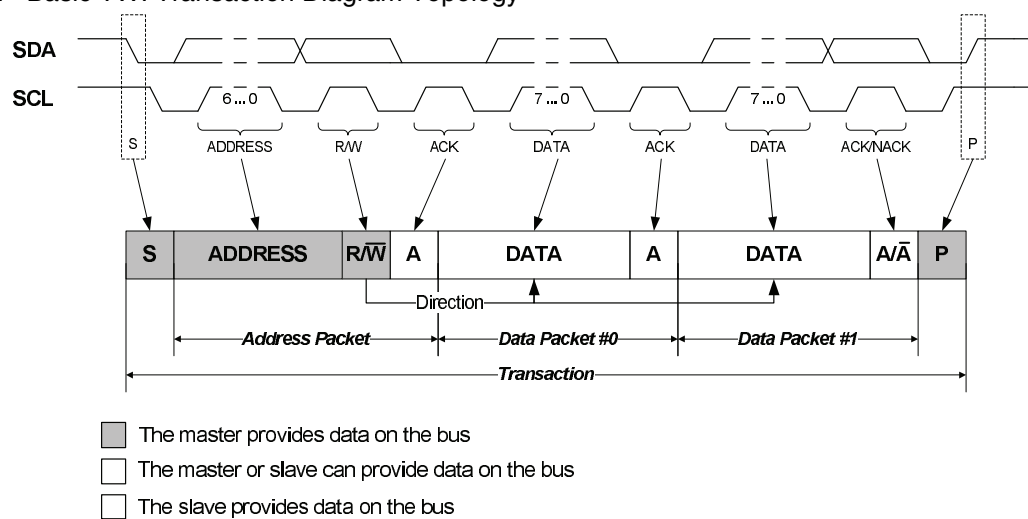 Basic TWI Transaction Diagram Topology
SDA
SCL
6 ... 0
7 ... 0
7 ... 0
S
ADDRESS
R/W
ACK
DATA
ACK
DATA
ACK/NACK
P
S
ADDRESS
R/W̅
A
DATA
A
DATA
A/A̅
P
Direction
Address Packet
Data Packet #0
Data Packet #1
Transaction
The master provides data on the bus
The master or slave can provide data on the bus
The slave provides data on the bus